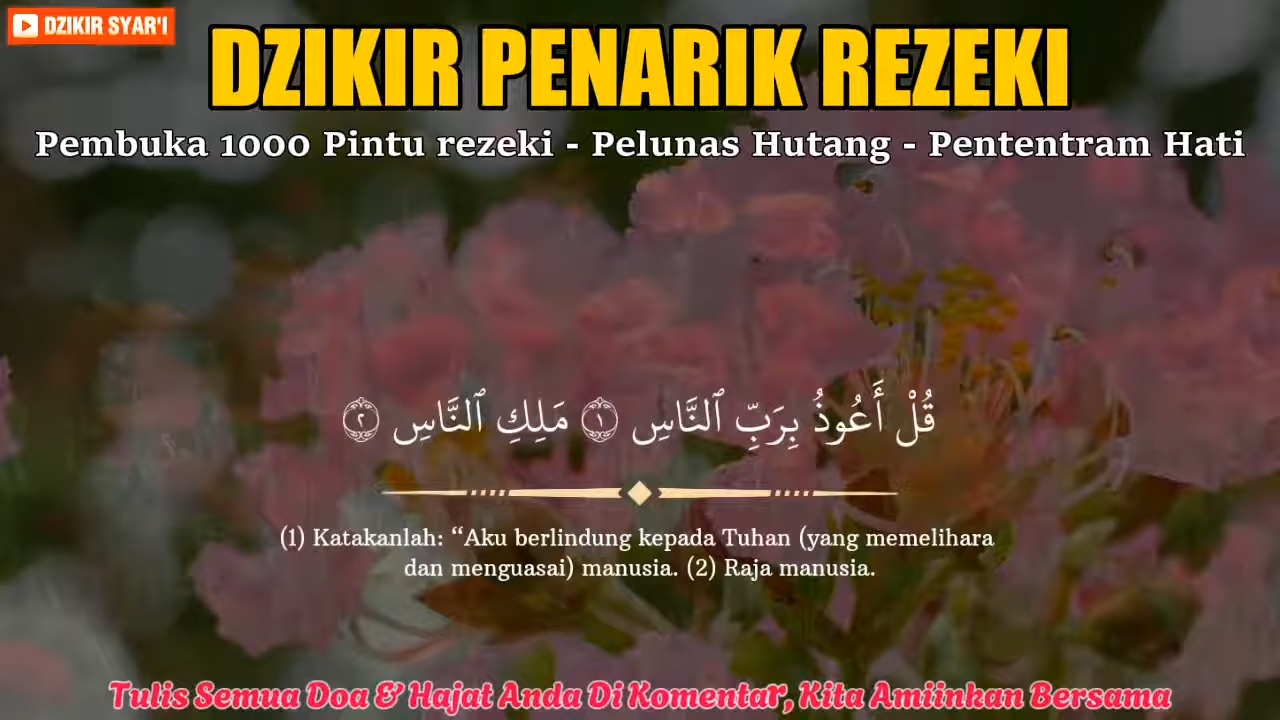 DZIKIR SYAR'I
DZIKIR PENARIK REZEKI
Pembuka 1000 Pintu rezeki - Pelunas Hutang - Pententram Hati
قُلْ أَعُوذُ بِرَبِّ ٱلنَّاسِ ١ مَلِكِ ٱلنَّاسِ ٢
(1) Katakanlah: “Aku berlindung kepada Tuhan (yang memelihara
dan menguasai) manusia. (2) Raja manusia.
Tulis Semua Doa & Hajat Anda Di Komentar, Kita Amiinkan Bersama